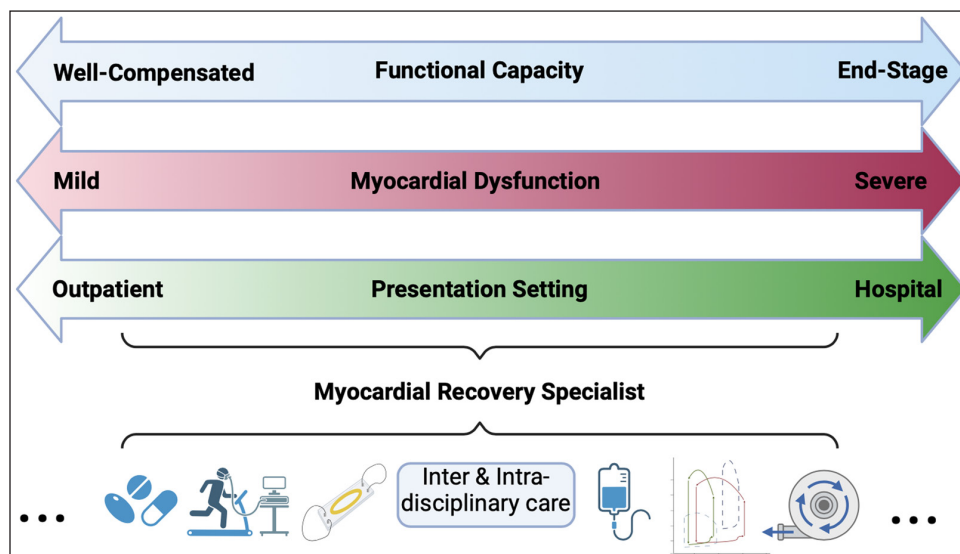 Well-Compensated Functional Capacity End-Stage
Mild Myocardial Dysfunction Severe
Outpatient Presentation Setting Hospital
Myocardial Recovery Specialist
Inter & Intra-
disciplinary care
... ...